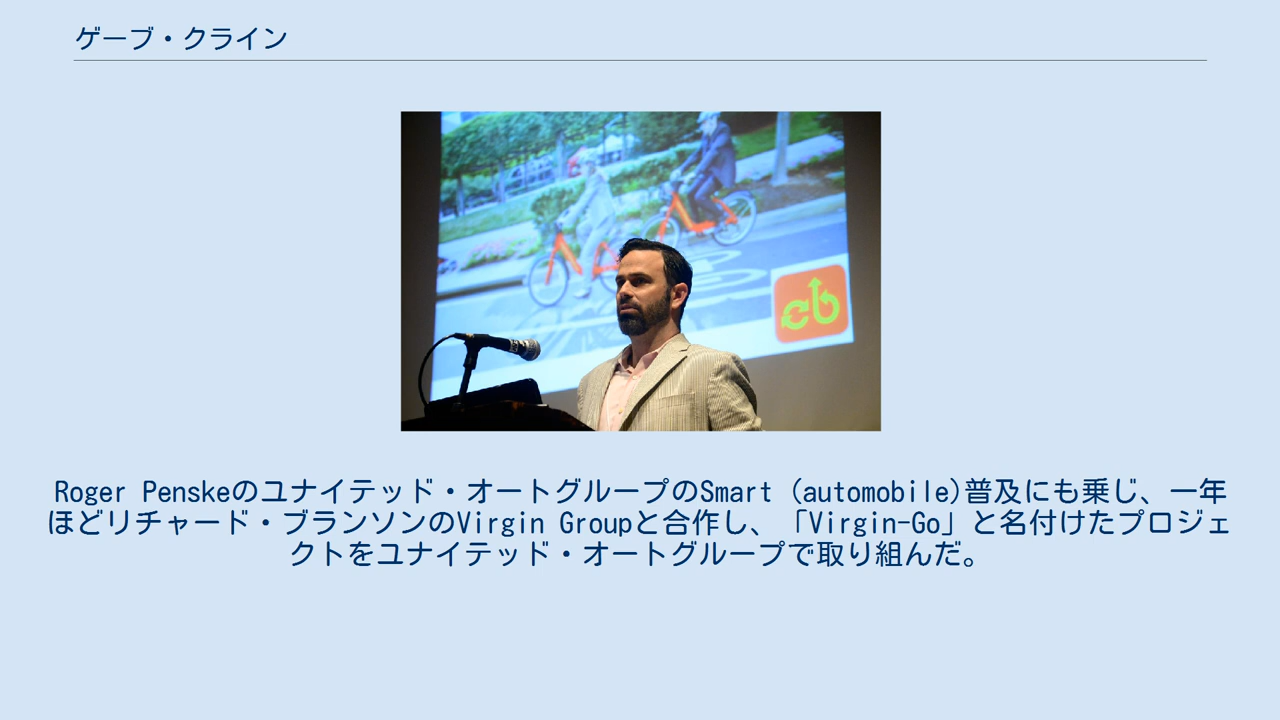 ゲーブ・クライン
cb
Roger Penskeのユナイテッド・オートグループのSmart (automobile)普及にも乗じ、一年
ほどリチャード・ブランソンのVirgin Groupと合作し、「Virgin-Go」と名付けたプロジェ
クトをユナイテッド・オートグループで取り組んだ。